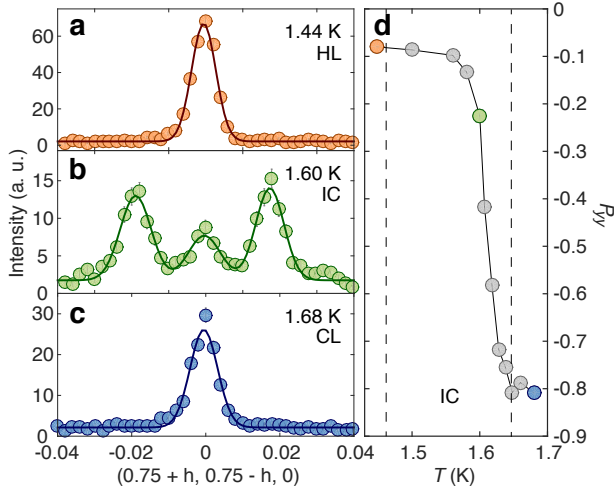 a
1.44 K
HL
60
40
20
0
b
1.60 K
IC
15
10
5
0
Intensity (a. u.)
c
1.68 K
CL
30
20
10
0
-0.04 -0.02 0 0.02 0.04
(0.75 + h, 0.75 - h, 0)
d
0
-0.1
-0.2
-0.3
-0.4
-0.5
-0.6
-0.7
-0.8
-0.9
Pyy
IC
1.5 1.6 1.7
T (K)